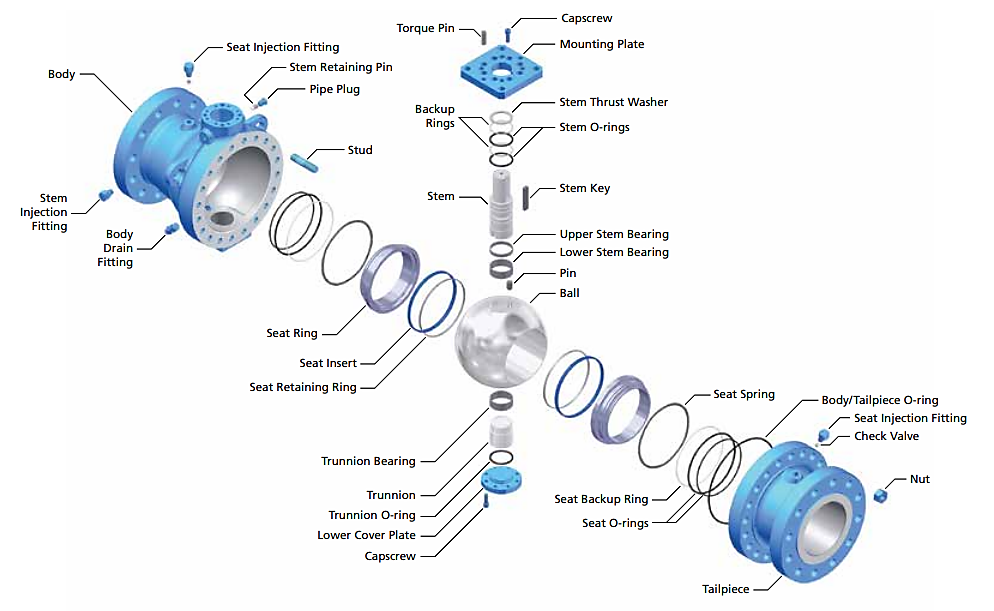 Capscrew
Torque Pin
Mounting Plate
Seat Injection Fitting
Body
Stem Retaining Pin
Pipe Plug
Backup
Rings
Stem Thrust Washer
Stem O-rings
Stud
Stem
Stem Key
Stem
Injection
Fitting
Body
Drain
Fitting
Upper Stem Bearing
Lower Stem Bearing
Pin
Ball
Seat Ring
Seat Insert
Seat Retaining Ring
Seat Spring
Body/Tailpiece O-ring
Seat Injection Fitting
Check Valve
Trunnion Bearing
Nut
Trunnion
Seat Backup Ring
Trunnion O-ring
Seat O-rings
Lower Cover Plate
Capscrew
Tailpiece